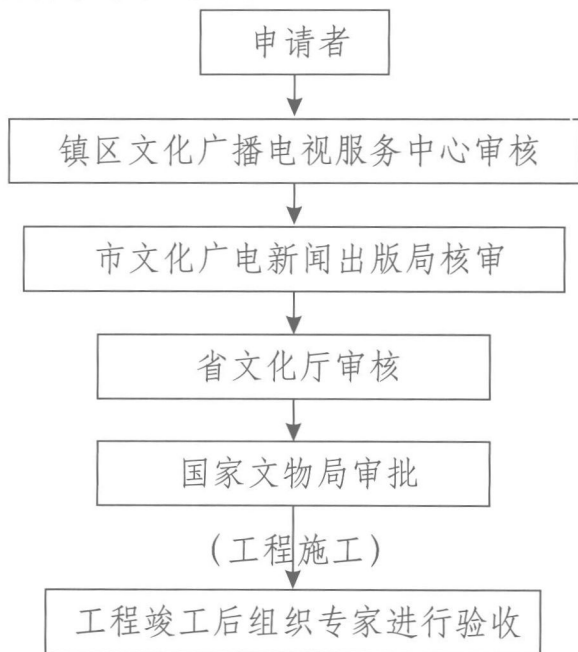 申请者
镇区文化广播电视服务中心审核
市文化广电新闻出版局核审
省文化厅审核
国家文物局审批
(工程施工)
工程竣工后组织专家进行验收